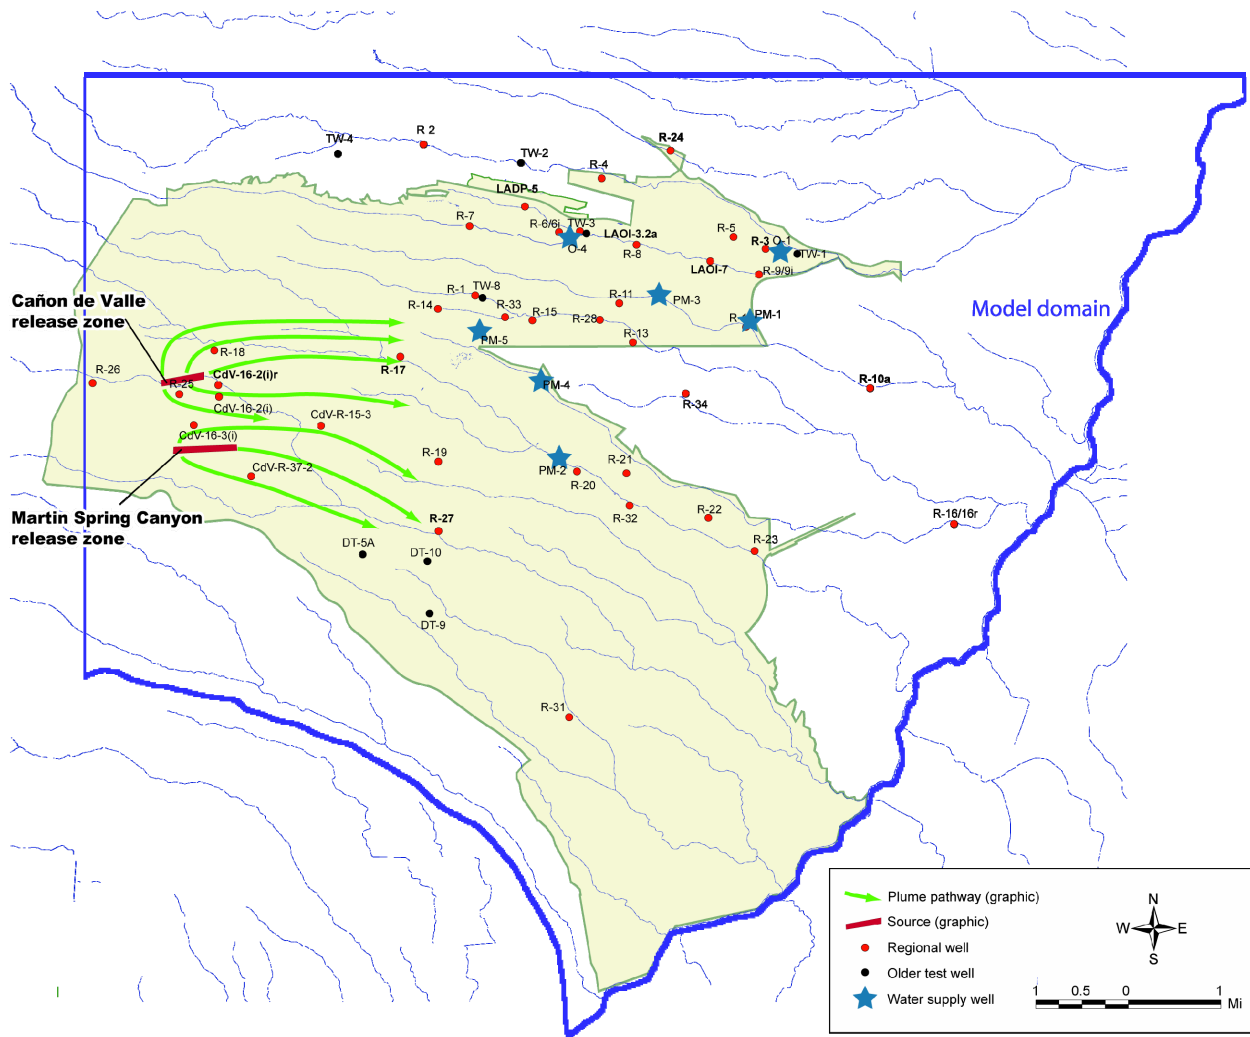 TW-4
R 2
TW-2
R-24
R-4
LADP-5
R-7
R-6/6i
TW-3
O-4
LAOI-3.2a
R-8
R-5
R-3
O-1
TW-1
LAOI-7
R-9/9i
Cañon de Valle
release zone
R-1
TW-8
R-14
R-33
R-15
R-11
R-28
PM-3
PM-1
R-13
PM-5
Model domain
R-18
R-17
R-26
R-25
CdV-16-2(i)r
CdV-16-2(i)
PM-4
R-34
R-10a
CdV-R-15-3
CdV-16-3(i)
CdV-R-37-2
R-19
PM-2
R-20
R-21
R-32
R-22
R-23
R-16/16r
Martin Spring Canyon
release zone
R-27
DT-5A
DT-10
DT-9
R-31
Plume pathway (graphic)
Source (graphic)
Regional well
Older test well
Water supply well
N
W
E
S
1 0.5 0 1
Mi